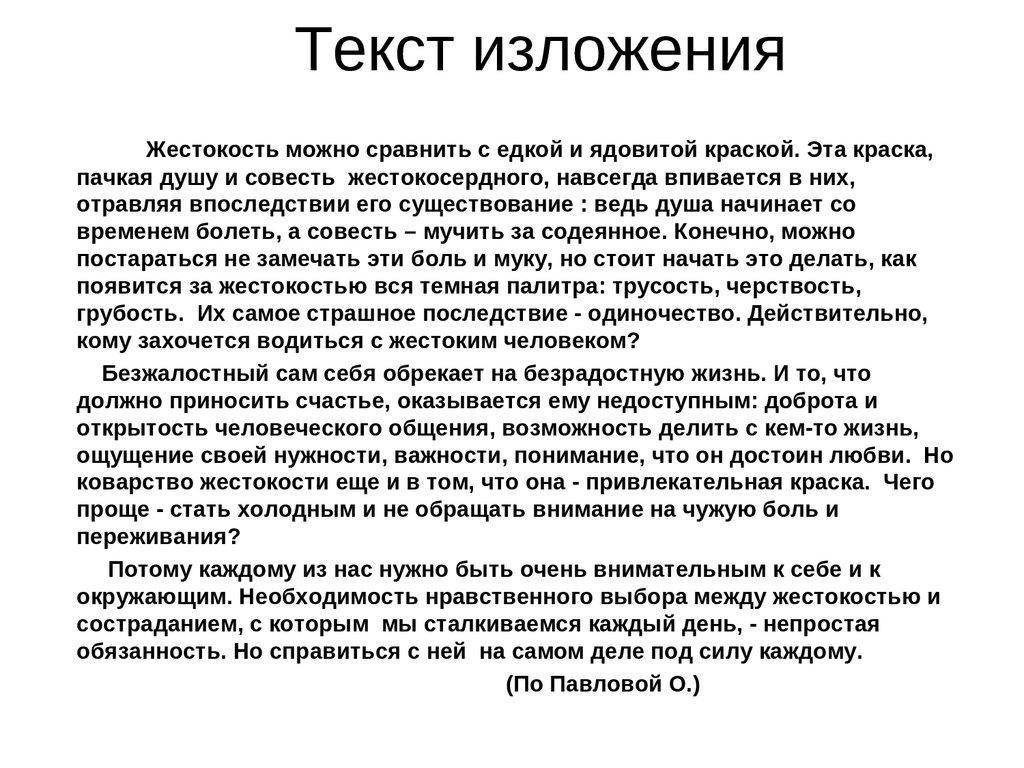 Текст изложения
Жестокость можно сравнить с едкой и ядовитой краской. Эта краска,
пачкая душу и совесть  жестокосердного, навсегда впивается в них,
отравляя впоследствии его существование : ведь душа начинает со
временем болеть, а совесть – мучить за содеянное. Конечно, можно
постараться не замечать эти боль и муку, но стоит начать это делать, как
появится за жестокостью вся темная палитра: трусость, черствость,
грубость.  Их самое страшное последствие - одиночество. Действительно,
кому захочется водиться с жестоким человеком?
Безжалостный сам себя обрекает на безрадостную жизнь. И то, что
должно приносить счастье, оказывается ему недоступным: доброта и
открытость человеческого общения, возможность делить с кем-то жизнь,
ощущение своей нужности, важности, понимание, что он достоин любви.  Но
коварство жестокости еще и в том, что она - привлекательная краска.  Чего
проще - стать холодным и не обращать внимание на чужую боль и
переживания?
Потому каждому из нас нужно быть очень внимательным к себе и к
окружающим. Необходимость нравственного выбора между жестокостью и
состраданием, с которым  мы сталкиваемся каждый день, - непростая
обязанность. Но справиться с ней  на самом деле под силу каждому.
(По Павловой О.)